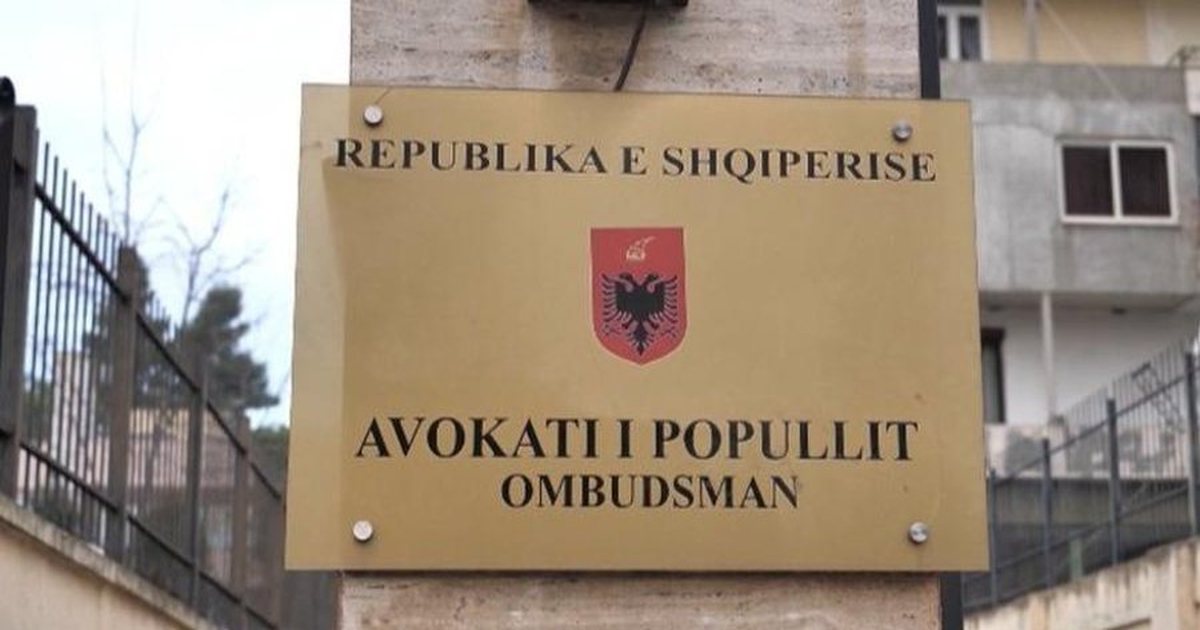 REPUBLIKA E SHQIPERISE
AVOKATI I POPULLIT
OMBUDSMAN